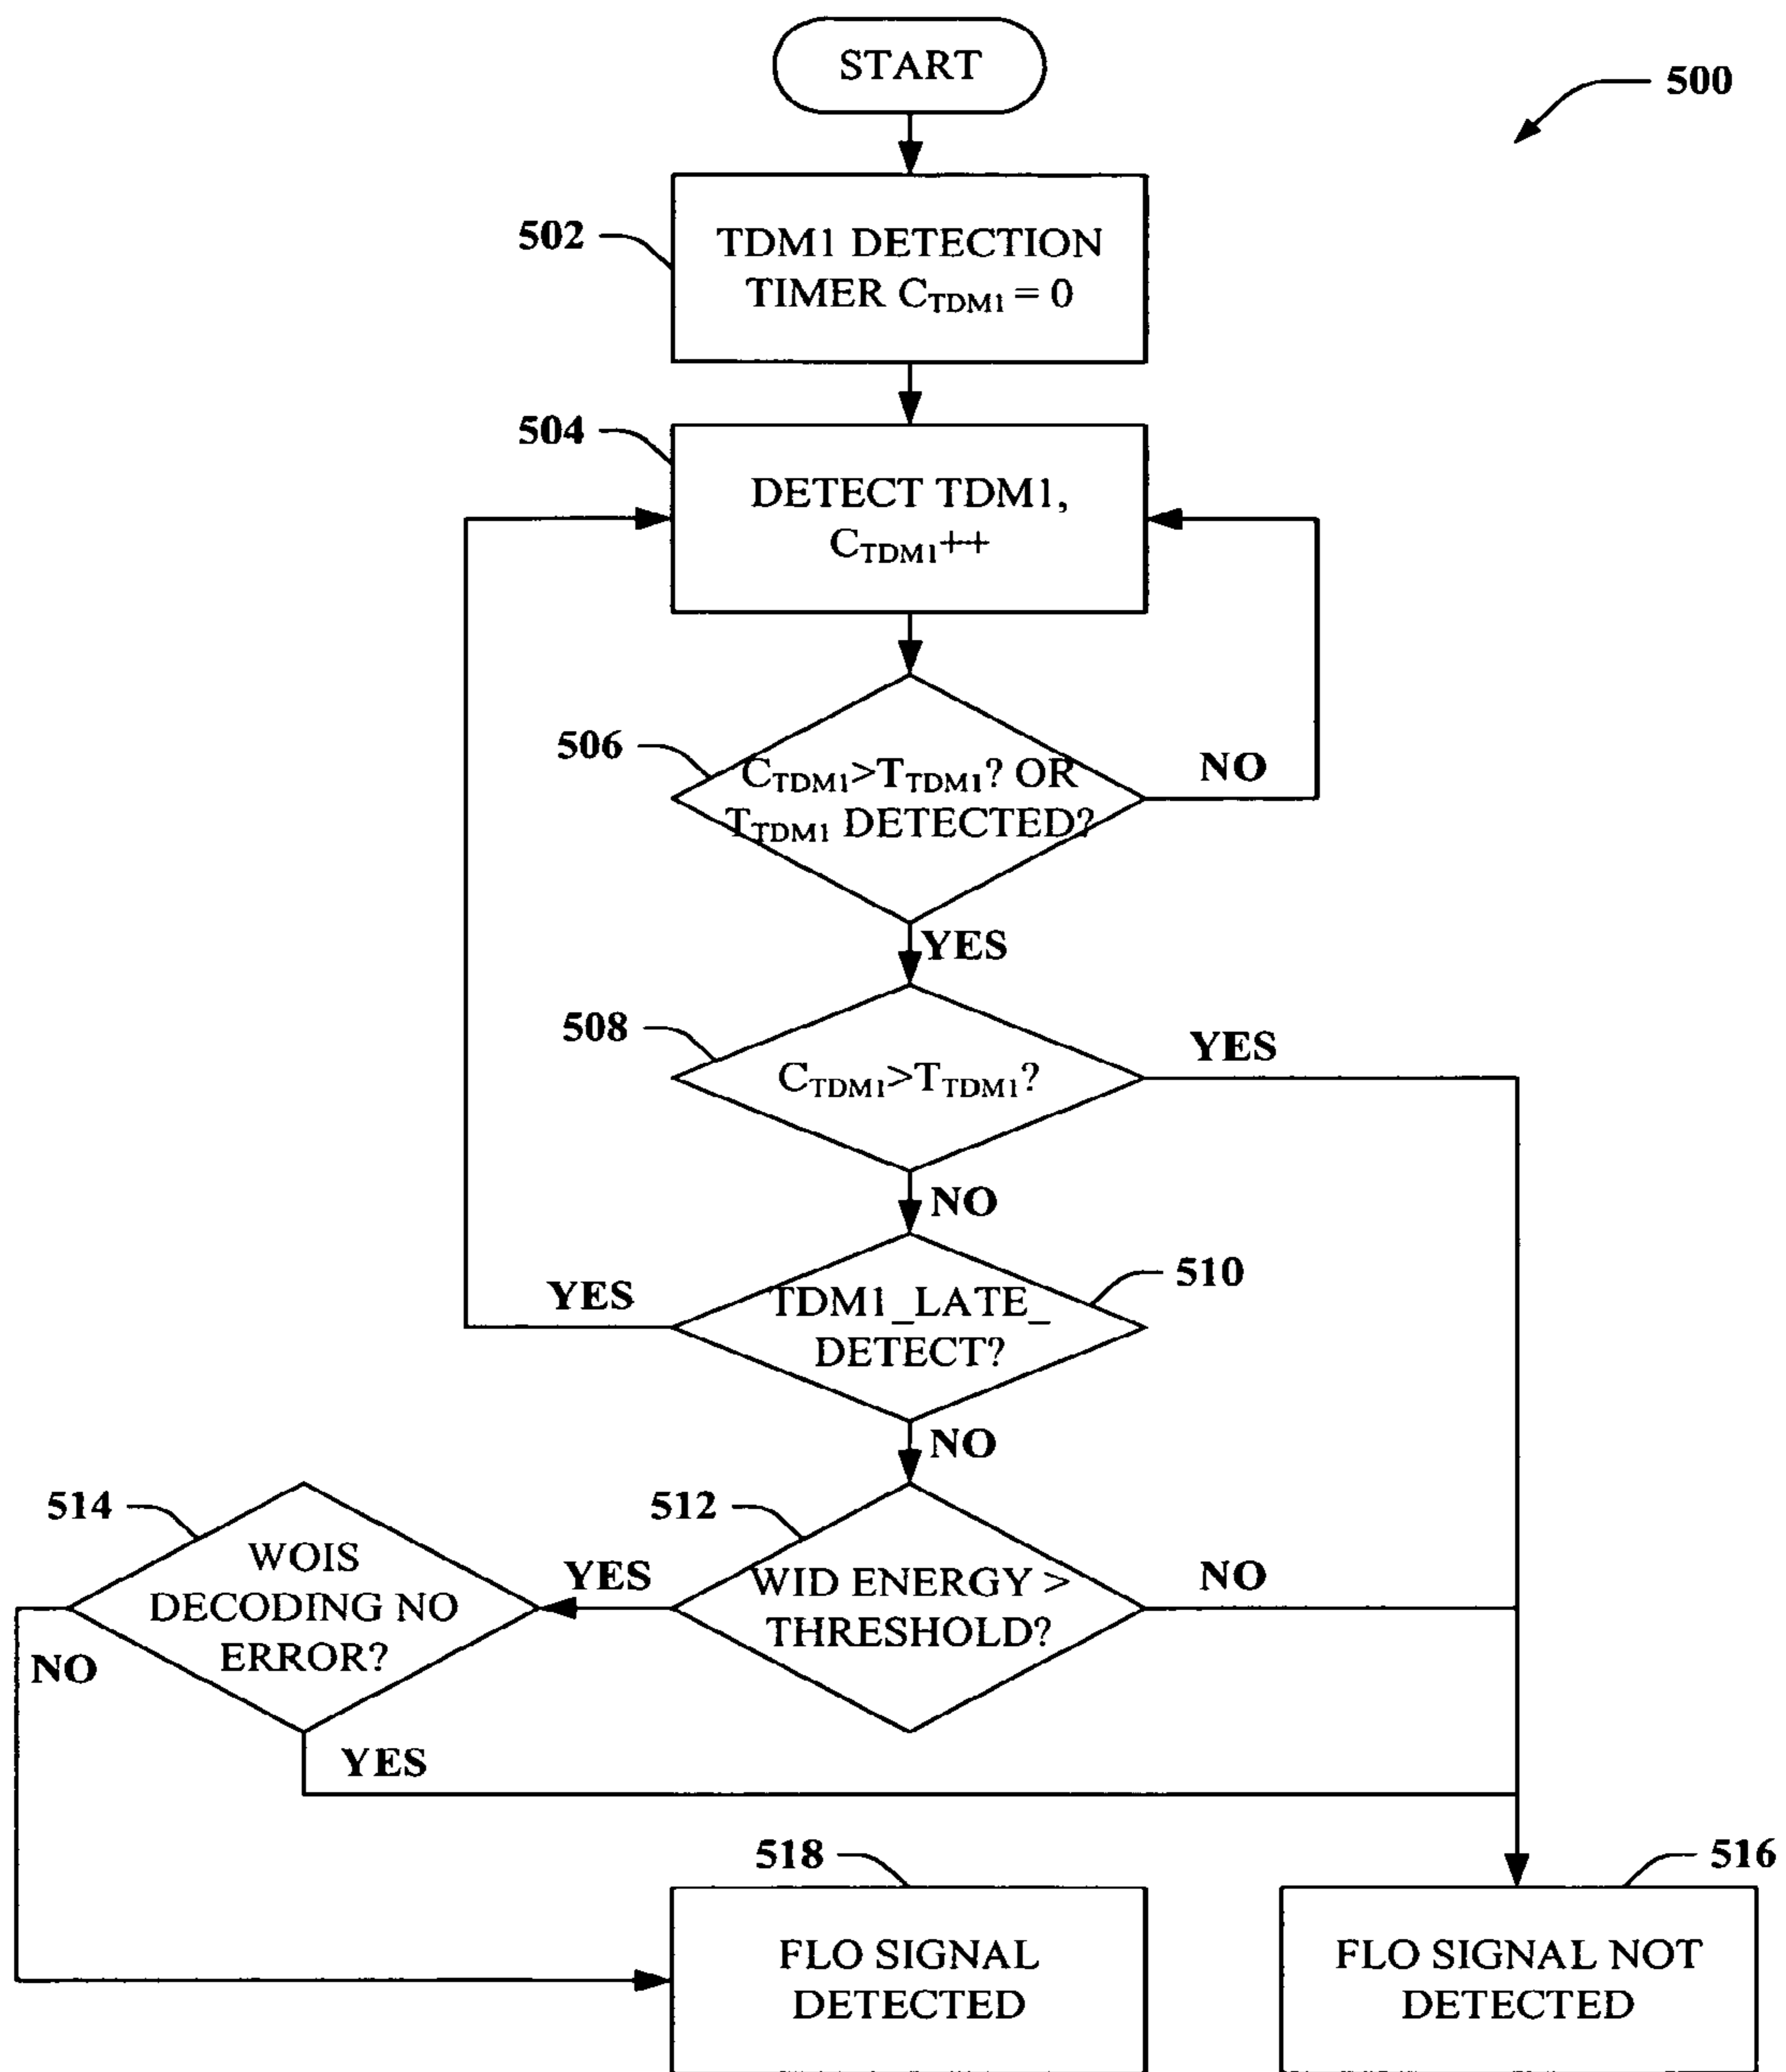 START
500
502
TDM1 DETECTION
TIMER CTDM1 = 0
504
DETECT TDM1,
CTDM1++
506
CTDM1>TTDM1? OR
TTDM1 DETECTED?
NO
YES
508
CTDM1>TTDM1?
YES
NO
510
TDM1_LATE_
DETECT?
YES
NO
512
WID ENERGY >
THRESHOLD?
YES
NO
514
WOIS
DECODING NO
ERROR?
NO
YES
518
FLO SIGNAL
DETECTED
516
FLO SIGNAL NOT
DETECTED